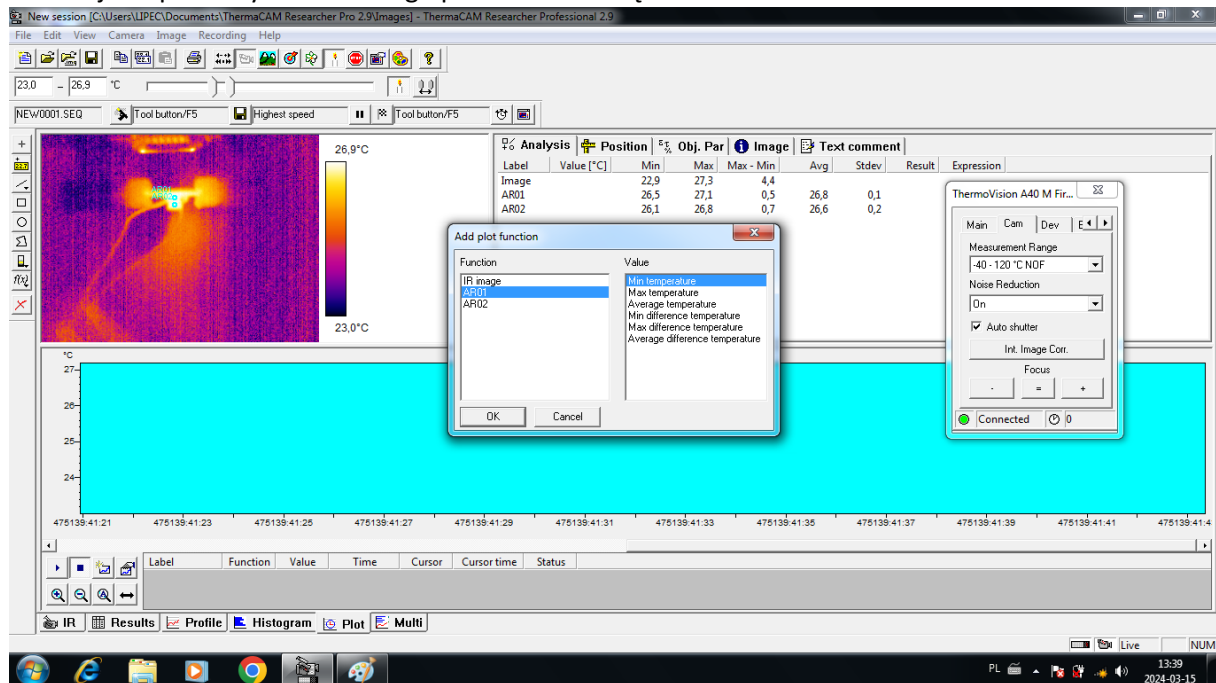 New session [C:\Users\LIPEC\Documents\ThermaCAM Researcher Pro 2.9\Images] - ThermaCAM Researcher Professional 2.9
File Edit View Camera Image Recording Help
23,0 - 26,9 °C
NEW0001.SEQ Tool button/F5 Highest speed Tool button/F5
26,9°C
23,0°C
AR01
Analysis Position Obj. Par Image Text comment
Label Value [°C] Min Max Max - Min Avg Stdev Result Expression
Image 22,9 27,3 4,4
AR01 26,5 27,1 0,5 26,8 0,1
AR02 26,1 26,8 0,7 26,6 0,2
Add plot function
Function Value
IR image Min temperature
AR01 Max temperature
AR02 Average temperature
Min difference temperature
Max difference temperature
Average difference temperature
OK Cancel
ThermoVision A40 M Fir...
Main Cam Dev E
Measurement Range
-40 - 120 °C NOF
Noise Reduction
On
Auto shutter
Int. Image Corr.
Focus
- = +
Connected 0
°C
27
26
25
24
475139:41:21 475139:41:23 475139:41:25 475139:41:27 475139:41:29 475139:41:31 475139:41:33 475139:41:35 475139:41:37 475139:41:39 475139:41:41 475139:41:4
Label Function Value Time Cursor Cursor time Status
IR Results Profile Histogram Plot Multi
Live NUM
PL 13:39
2024-03-15